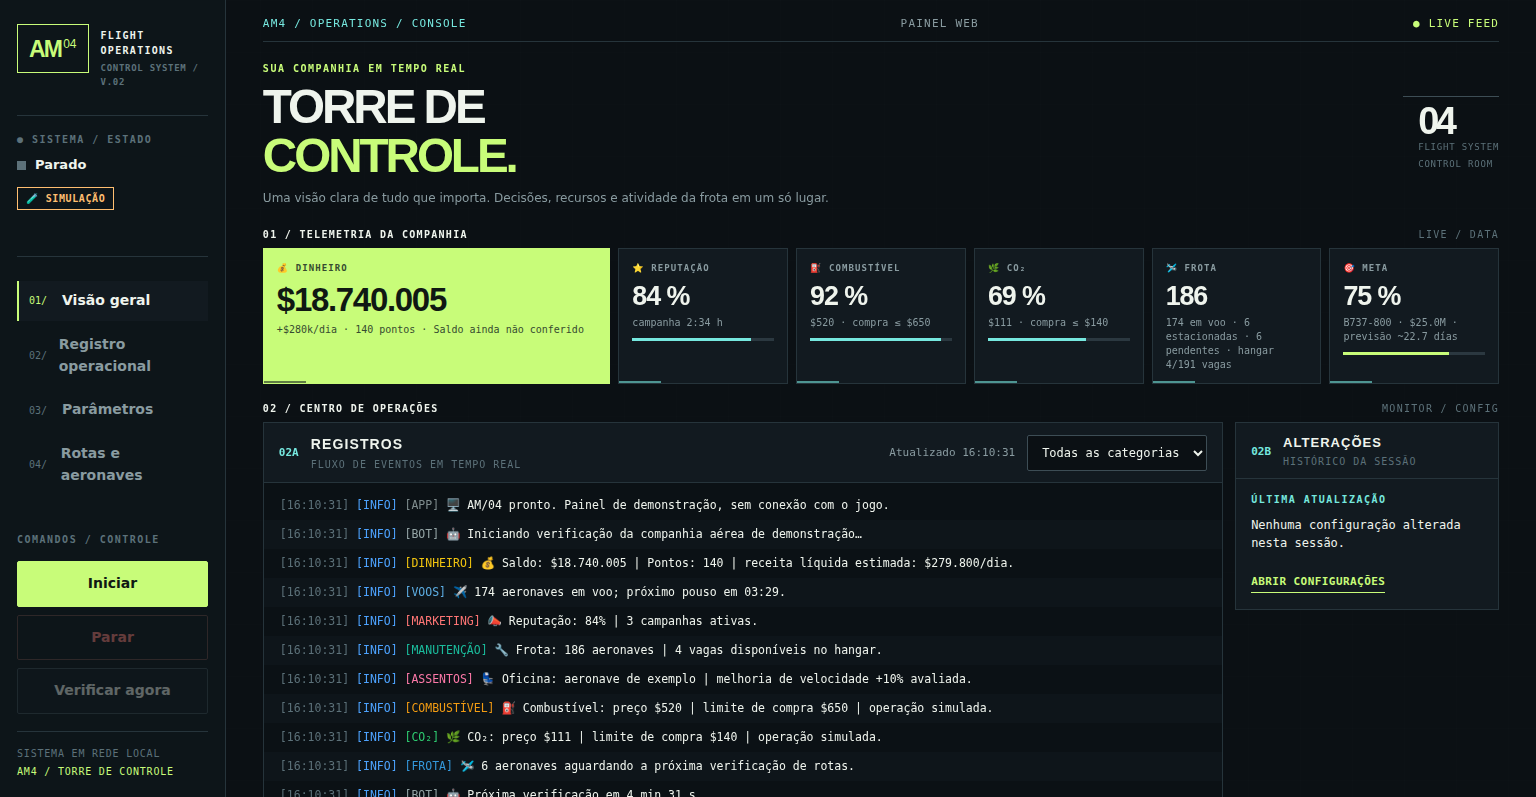 AM04
FLIGHT
OPERATIONS
CONTROL SYSTEM /
V.02
● SISTEMA / ESTADO
Parado
🧪 SIMULAÇÃO
01/ Visão geral
02/ Registro
operacional
03/ Parâmetros
04/ Rotas e
aeronaves
COMANDOS / CONTROLE
Iniciar
Parar
Verificar agora
SISTEMA EM REDE LOCAL
AM4 / TORRE DE CONTROLE
AM4 / OPERATIONS / CONSOLE
PAINEL WEB
● LIVE FEED
SUA COMPANHIA EM TEMPO REAL
TORRE DE
CONTROLE.
Uma visão clara de tudo que importa. Decisões, recursos e atividade da frota em um só lugar.
04
FLIGHT SYSTEM
CONTROL ROOM
01 / TELEMETRIA DA COMPANHIA
LIVE / DATA
💰 DINHEIRO
$18.740.005
+$280k/dia · 140 pontos · Saldo ainda não conferido
⭐ REPUTAÇÃO
84 %
campanha 2:34 h
⛽ COMBUSTÍVEL
92 %
$520 · compra ≤ $650
🌿 CO₂
69 %
$111 · compra ≤ $140
🛩️ FROTA
186
174 em voo · 6
estacionadas · 6
pendentes · hangar
4/191 vagas
🎯 META
75 %
B737-800 · $25.0M ·
previsão ~22.7 días
02 / CENTRO DE OPERAÇÕES
MONITOR / CONFIG
02A REGISTROS
FLUXO DE EVENTOS EM TEMPO REAL
Atualizado 16:10:31
Todas as categorias
[16:10:31] [INFO] [APP] 🖥️ AM/04 pronto. Painel de demonstração, sem conexão com o jogo.
[16:10:31] [INFO] [BOT] 🤖 Iniciando verificação da companhia aérea de demonstração…
[16:10:31] [INFO] [DINHEIRO] 💰 Saldo: $18.740.005 | Pontos: 140 | receita líquida estimada: $279.800/dia.
[16:10:31] [INFO] [VOOS] ✈️ 174 aeronaves em voo; próximo pouso em 03:29.
[16:10:31] [INFO] [MARKETING] 📣 Reputação: 84% | 3 campanhas ativas.
[16:10:31] [INFO] [MANUTENÇÃO] 🔧 Frota: 186 aeronaves | 4 vagas disponíveis no hangar.
[16:10:31] [INFO] [ASSENTOS] 💺 Oficina: aeronave de exemplo | melhoria de velocidade +10% avaliada.
[16:10:31] [INFO] [COMBUSTÍVEL] ⛽ Combustível: preço $520 | limite de compra $650 | operação simulada.
[16:10:31] [INFO] [CO₂] 🌿 CO₂: preço $111 | limite de compra $140 | operação simulada.
[16:10:31] [INFO] [FROTA] 🛩️ 6 aeronaves aguardando a próxima verificação de rotas.
[16:10:31] [INFO] [BOT] 🤖 Próxima verificação em 4 min 31 s.
02B ALTERAÇÕES
HISTÓRICO DA SESSÃO
ÚLTIMA ATUALIZAÇÃO
Nenhuma configuração alterada
nesta sessão.
ABRIR CONFIGURAÇÕES